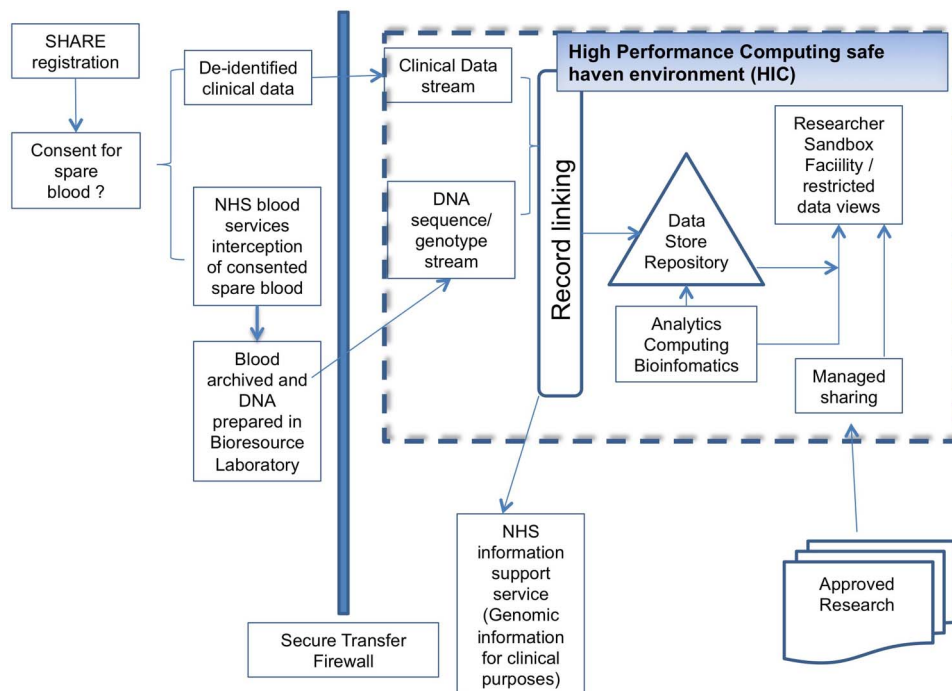 SHARE
registration
Consent for
spare
blood ?
De-identified
clinical data
NHS blood
services
interception
of consented
spare blood
Blood
archived and
DNA
prepared in
Bioresource
Laboratory
Secure Transfer
Firewall
Clinical Data
stream
DNA
sequence/
genotype
stream
Record linking
High Performance Computing safe
haven environment (HIC)
Data
Store
Repository
Analytics
Computing
Bioinfomatics
Researcher
Sandbox
Faciility /
restricted
data views
Managed
sharing
NHS
information
support
service
(Genomic
information
for clinical
purposes)
Approved
Research